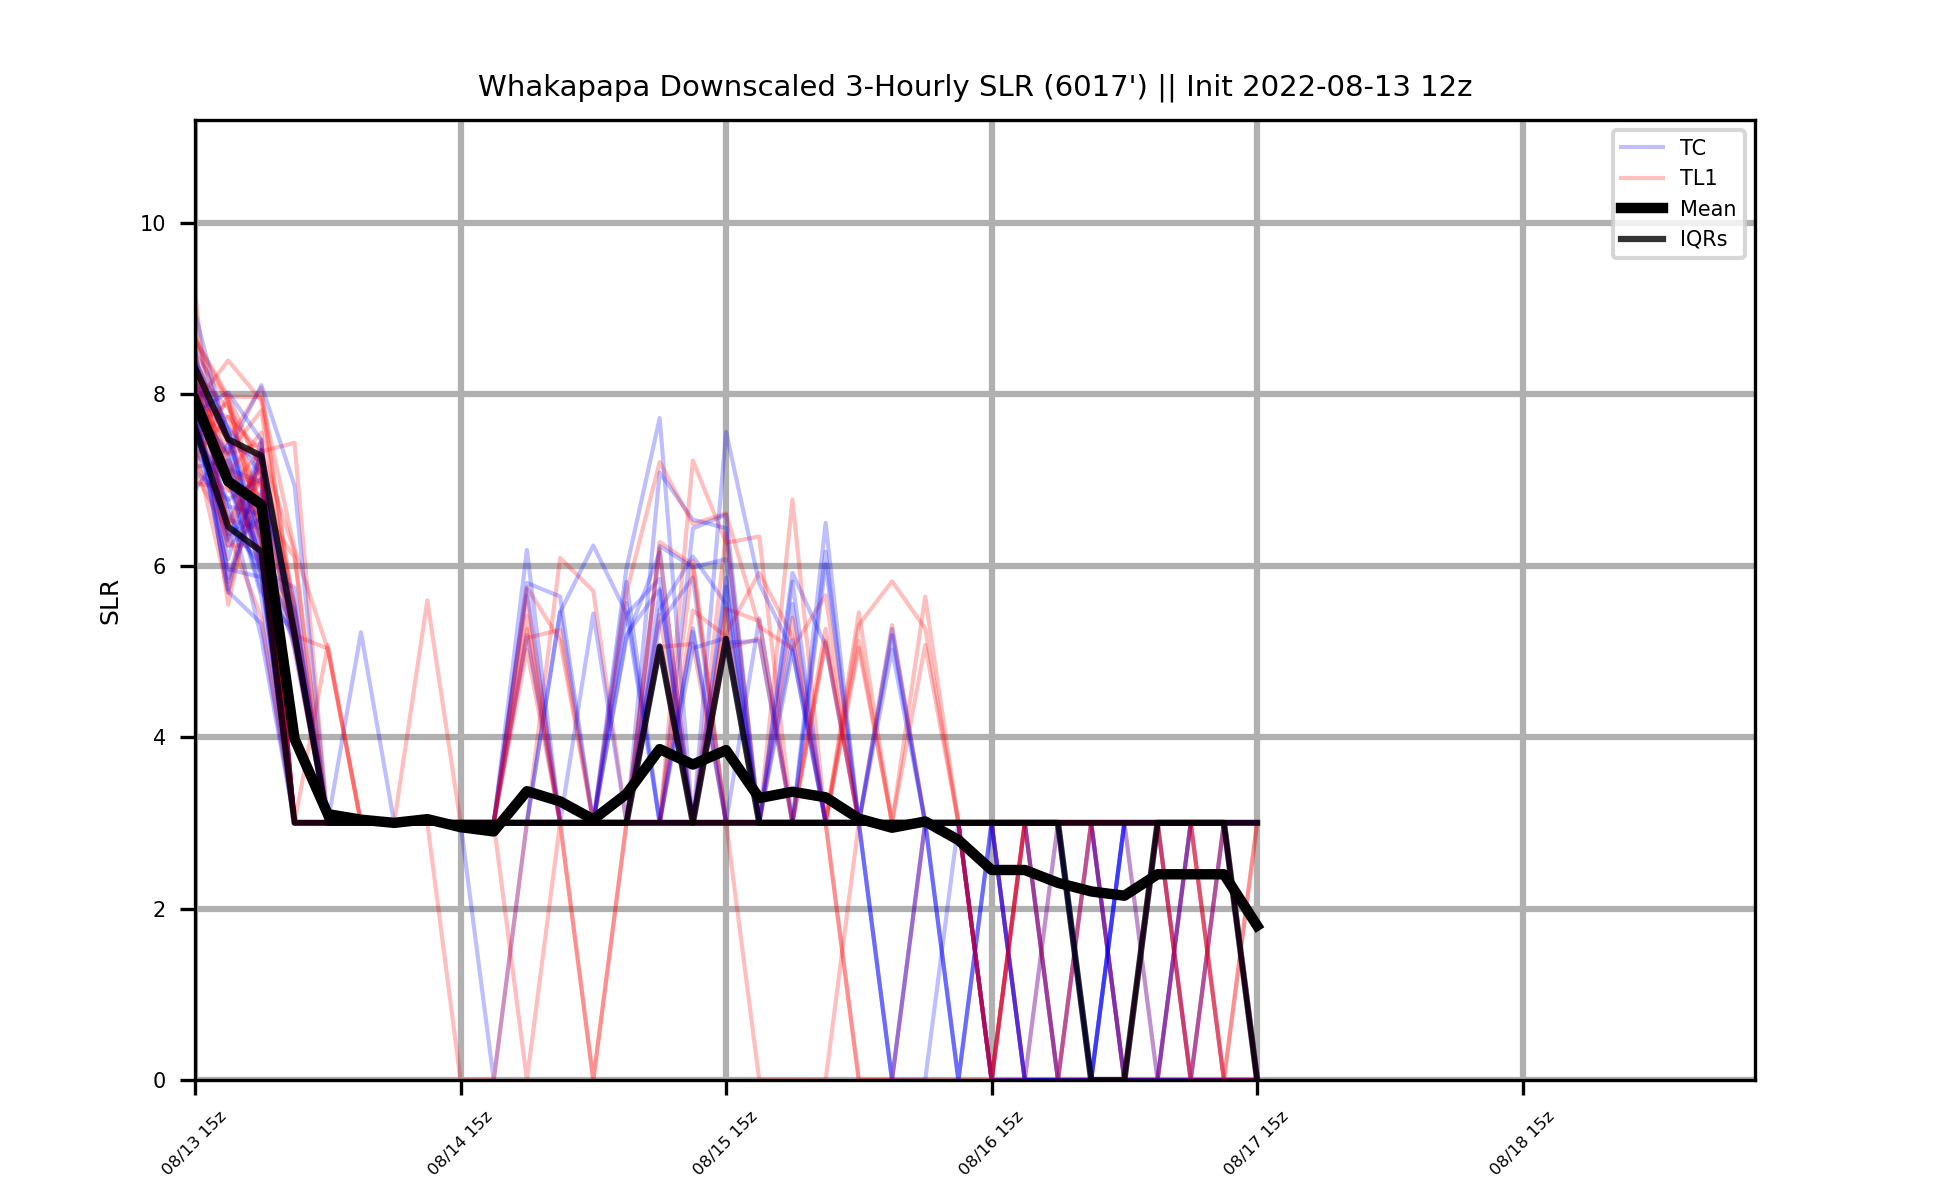 Whakapapa Downscaled 3-Hourly SLR (6017') || Init 2022-08-13 12z
TC
TL1
Mean
IQRs
SLR
10
8
6
4
2
0
08/13 15z
08/14 15z
08/15 15z
08/16 15z
08/17 15z
08/18 15z